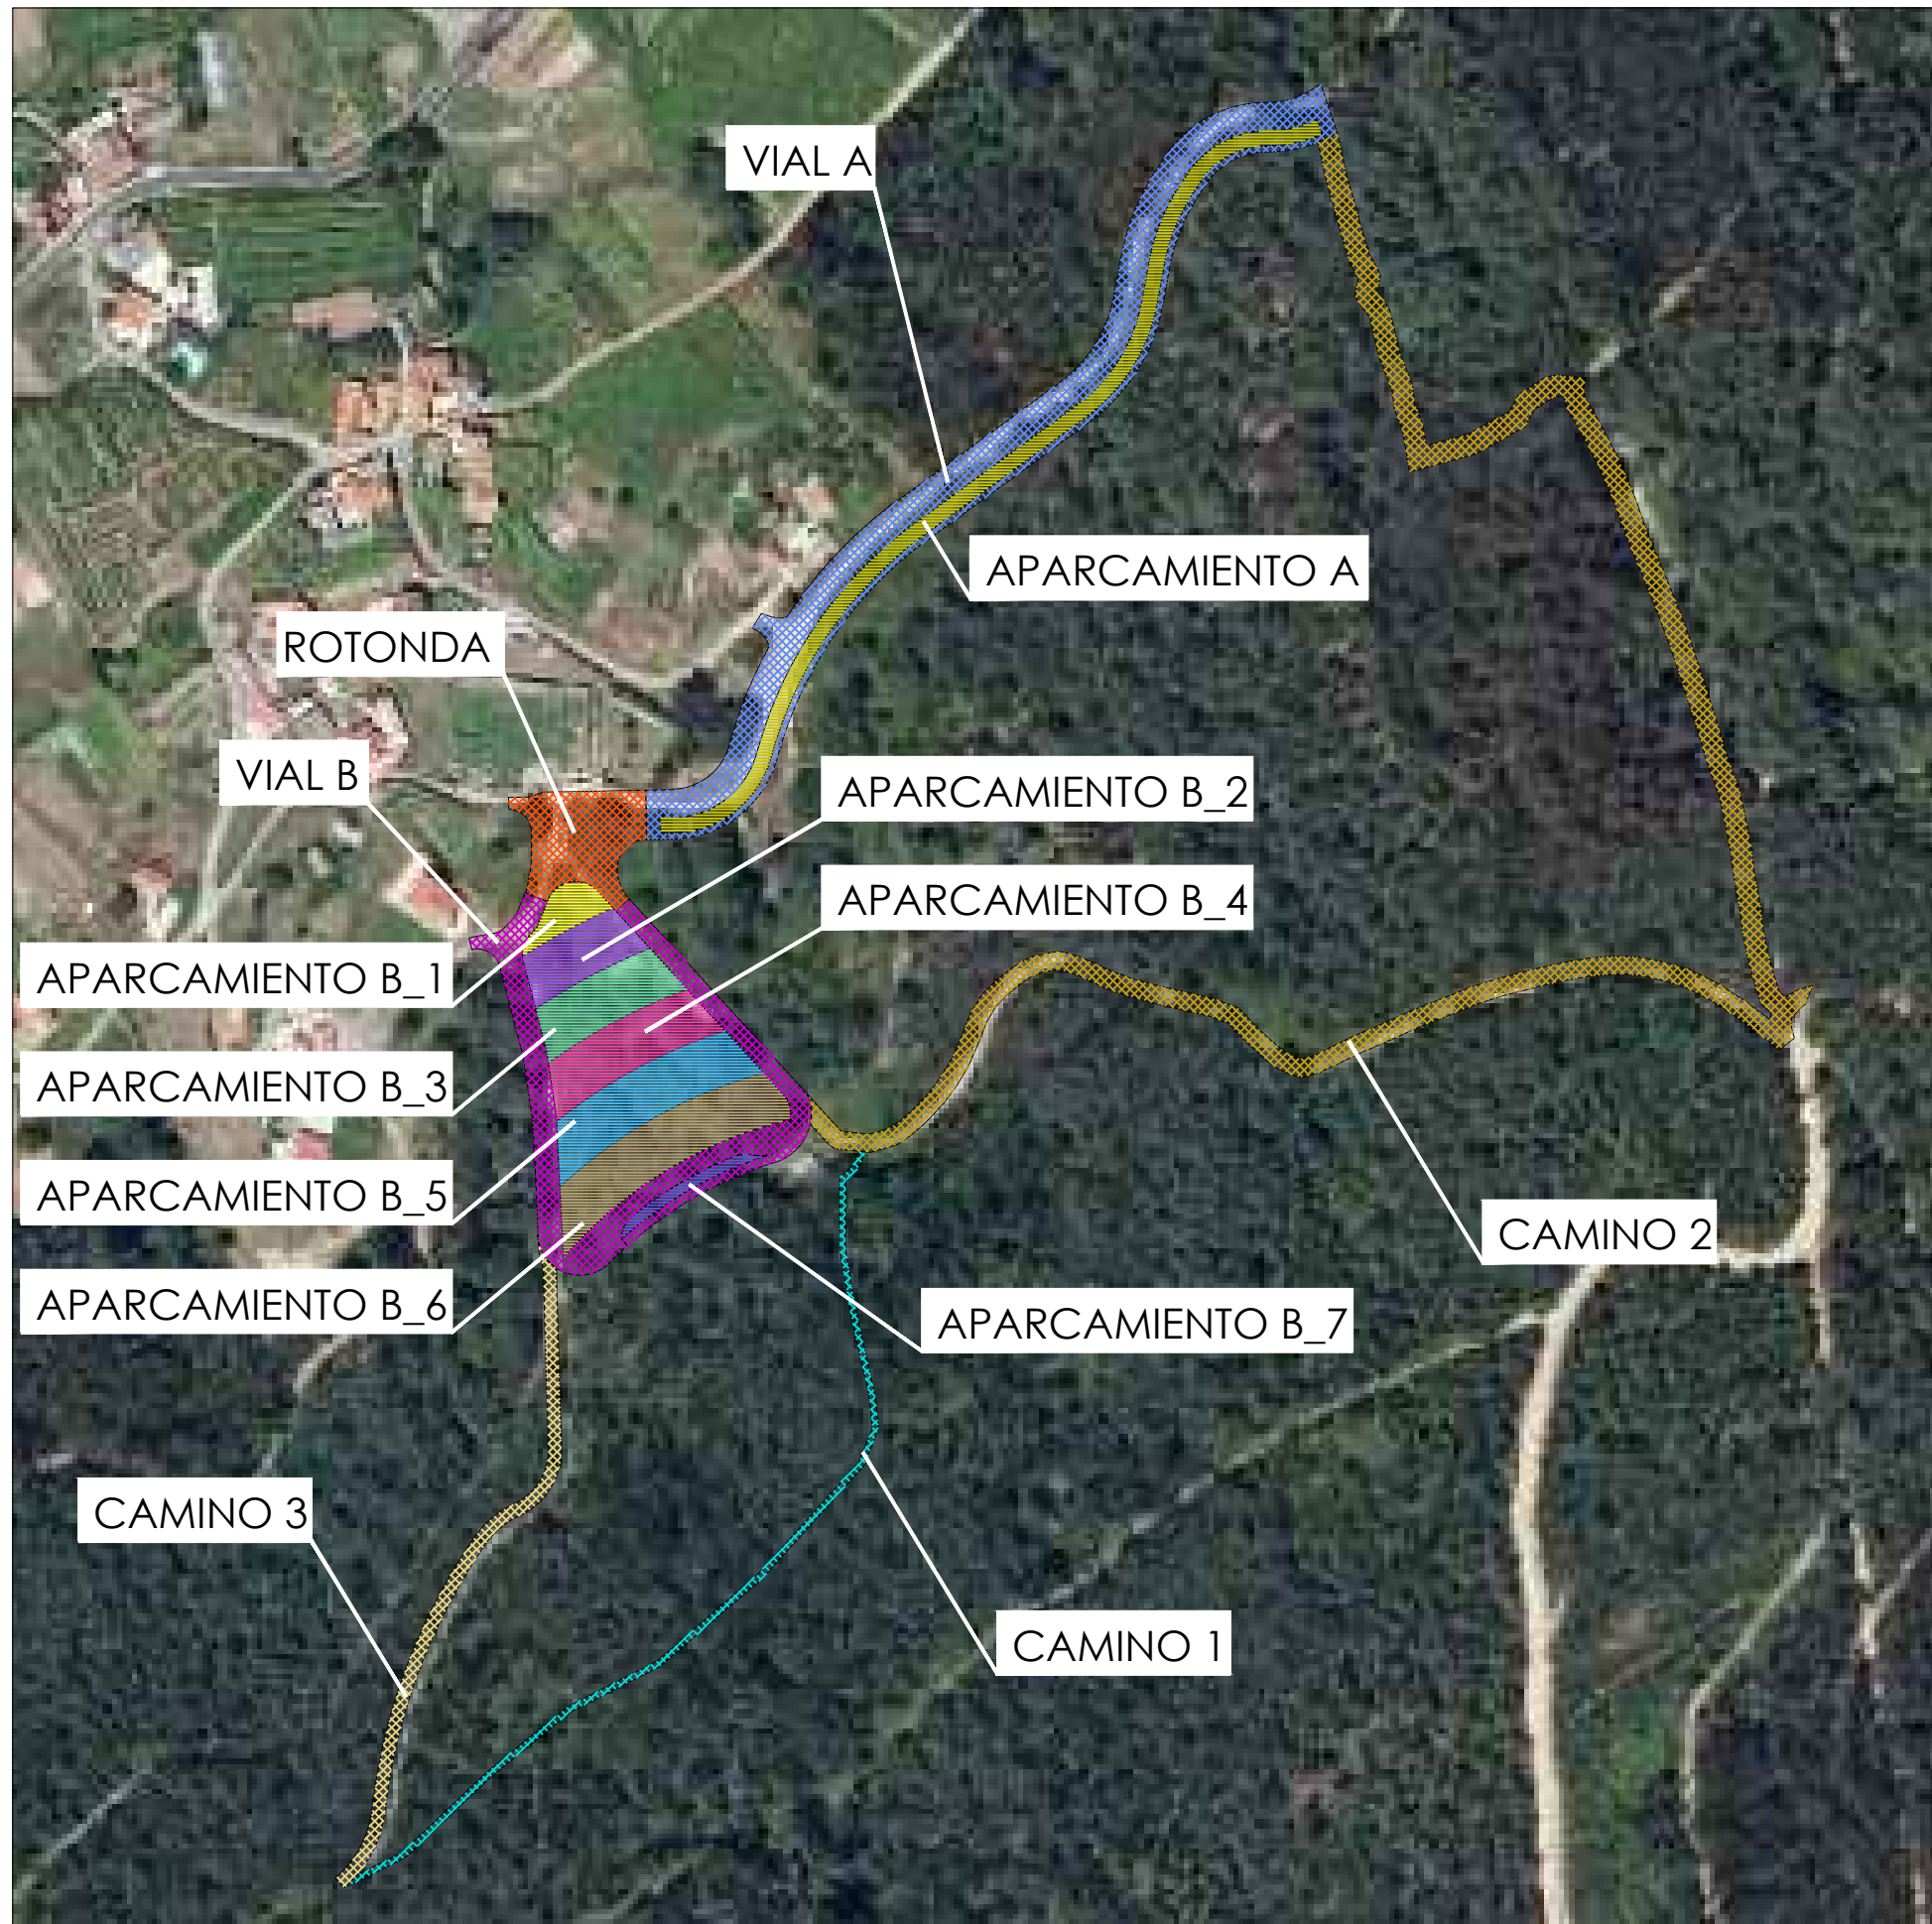 VIAL A
APARCAMIENTO A
ROTONDA
VIAL B
APARCAMIENTO B_2
APARCAMIENTO B_4
APARCAMIENTO B_1
APARCAMIENTO B_3
APARCAMIENTO B_5
CAMINO 2
APARCAMIENTO B_6
APARCAMIENTO B_7
CAMINO 3
CAMINO 1